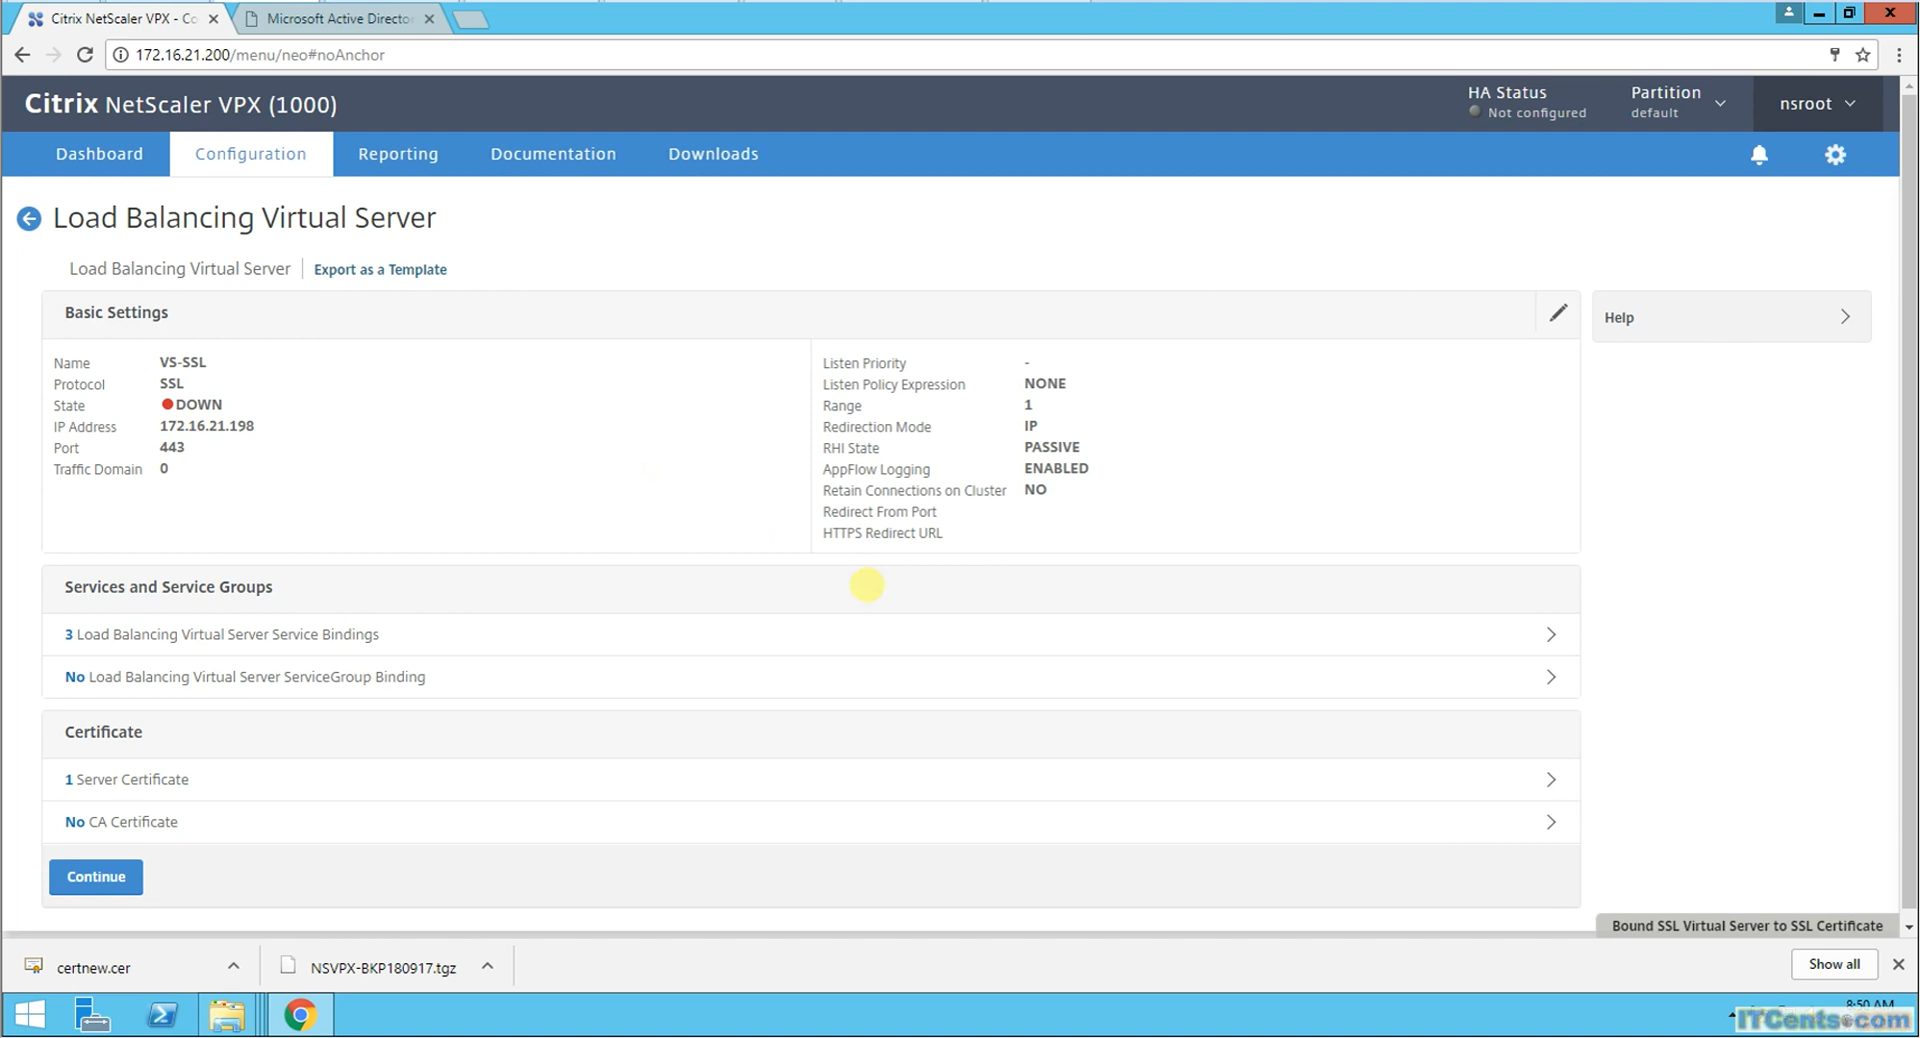 Citrix NetScaler VPX - Co
Microsoft Active Director
172.16.21.200/menu/neo#noAnchor
Citrix NetScaler VPX (1000)
HA Status
Not configured
Partition
default
nsroot
Dashboard
Configuration
Reporting
Documentation
Downloads
Load Balancing Virtual Server
Load Balancing Virtual Server
Export as a Template
Basic Settings
Help
Name VS-SSL
Protocol SSL
State DOWN
IP Address 172.16.21.198
Port 443
Traffic Domain 0
Listen Priority -
Listen Policy Expression NONE
Range 1
Redirection Mode IP
RHI State PASSIVE
AppFlow Logging ENABLED
Retain Connections on Cluster NO
Redirect From Port
HTTPS Redirect URL
Services and Service Groups
3 Load Balancing Virtual Server Service Bindings
No Load Balancing Virtual Server ServiceGroup Binding
Certificate
1 Server Certificate
No CA Certificate
Continue
Bound SSL Virtual Server to SSL Certificate
certnew.cer
NSVPX-BKP180917.tgz
Show all
8:50 AM
ITCents@.com